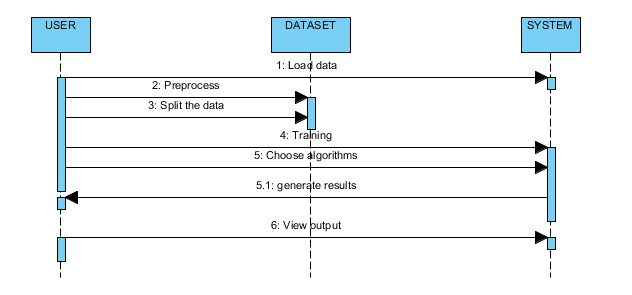 USER
DATASET
SYSTEM
1: Load data
2: Preprocess
3: Split the data
4: Training
5: Choose algorithms
5.1: generate results
6: View output